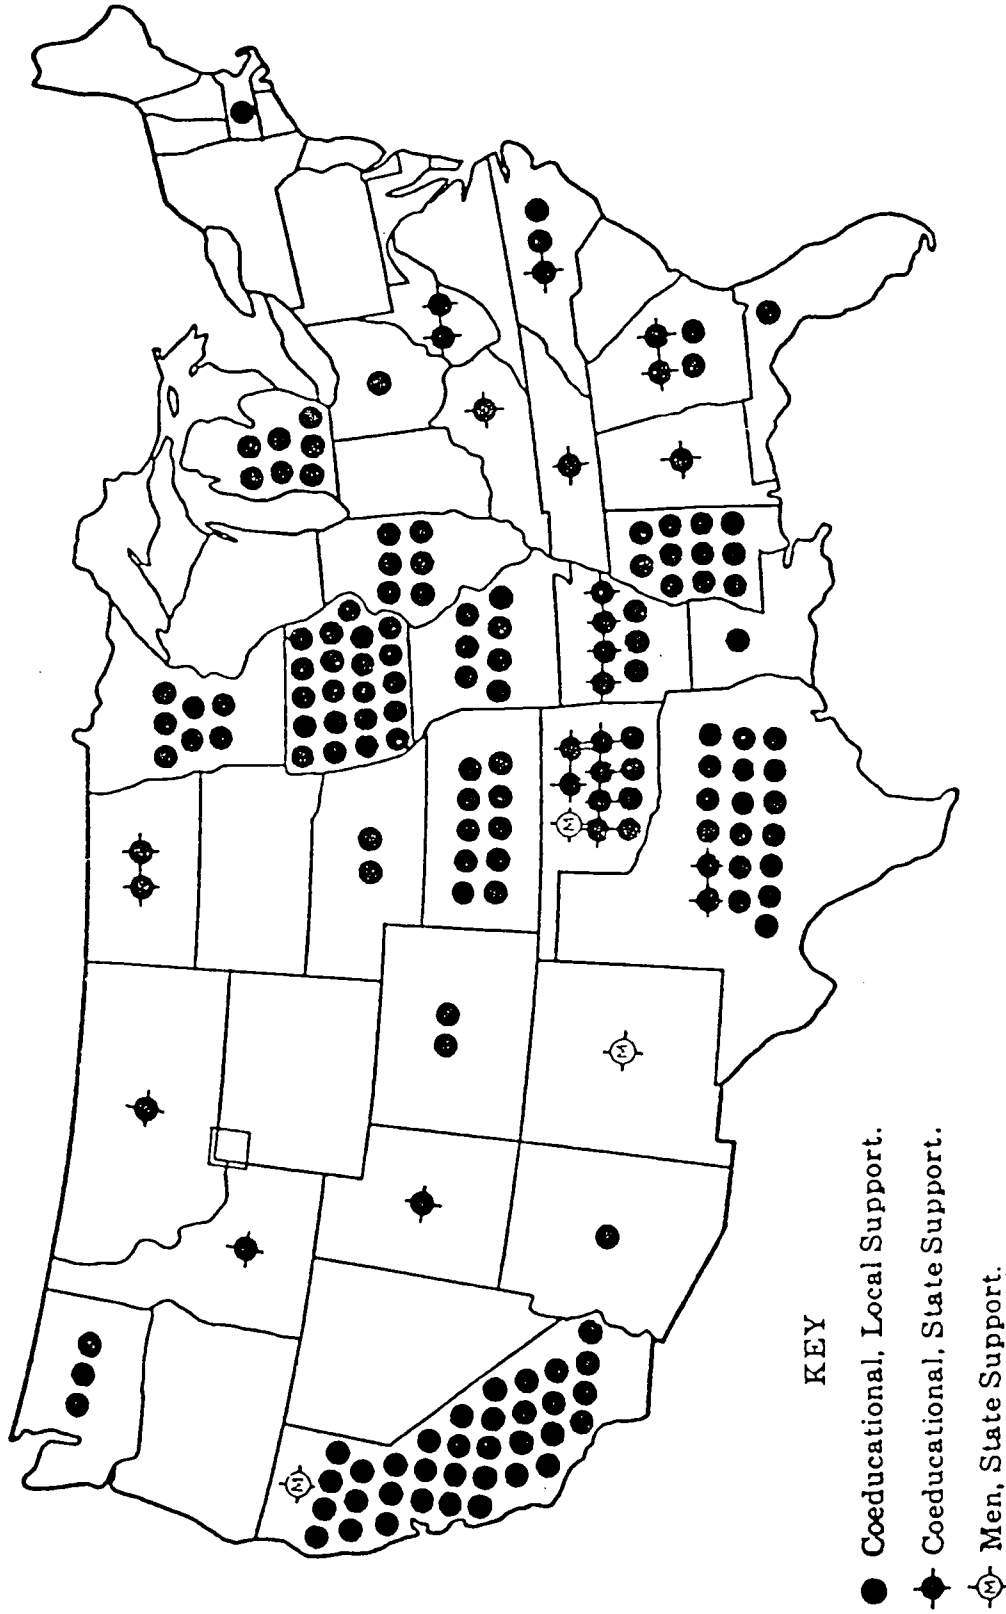 M
M
M
KEY
Coeducational, Local Support.
Coeducational, State Support.
M Men, State Support.